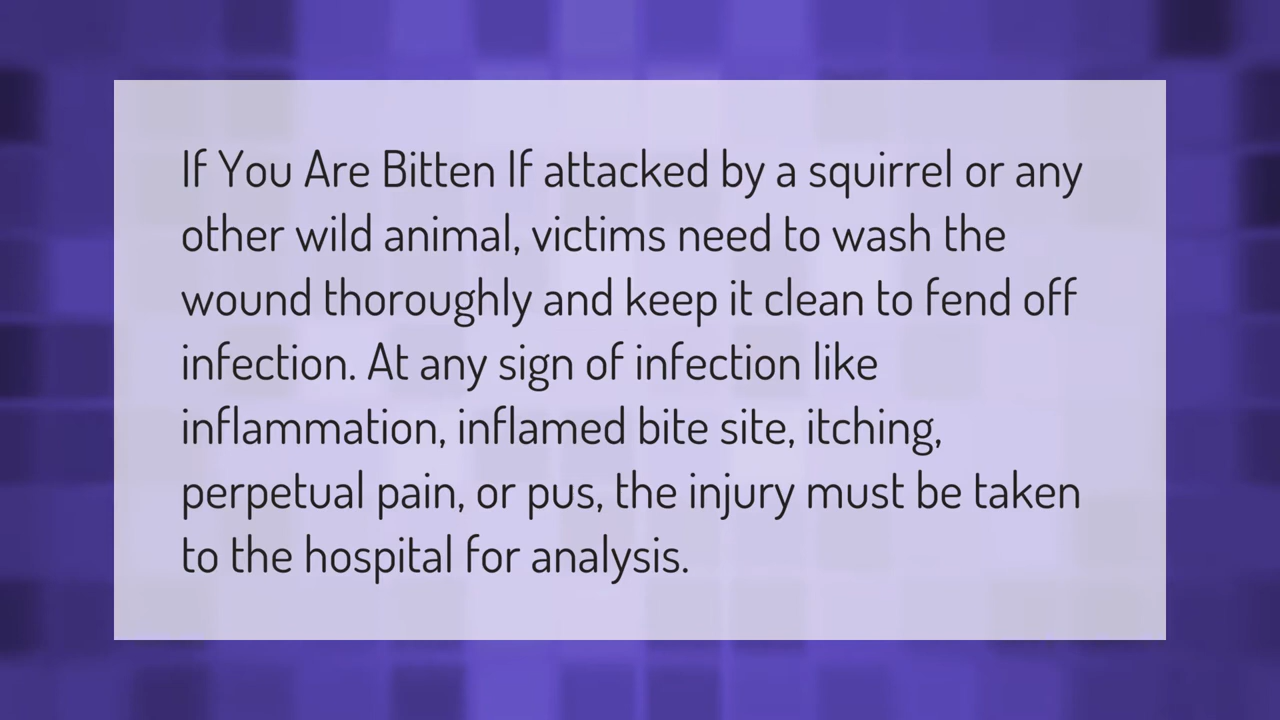 If You Are Bitten If attacked by a squirrel or any
other wild animal, victims need to wash the
wound thoroughly and keep it clean to fend off
infection. At any sign of infection like
inflammation, inflamed bite site, itching,
perpetual pain, or pus, the injury must be taken
to the hospital for analysis.